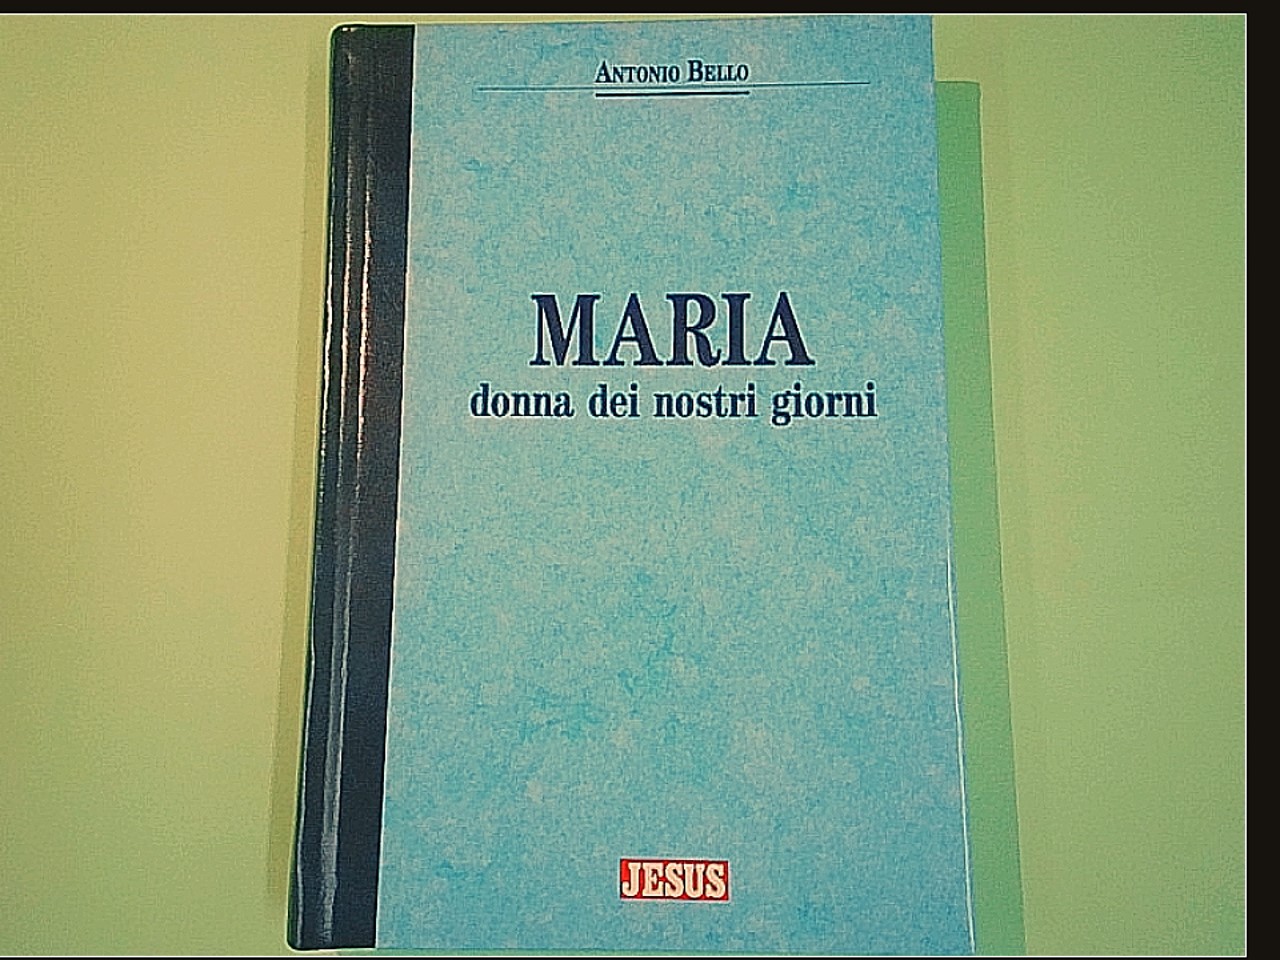 ANTONIO BELLO
MARIA
donna dei nostri giorni
JESUS